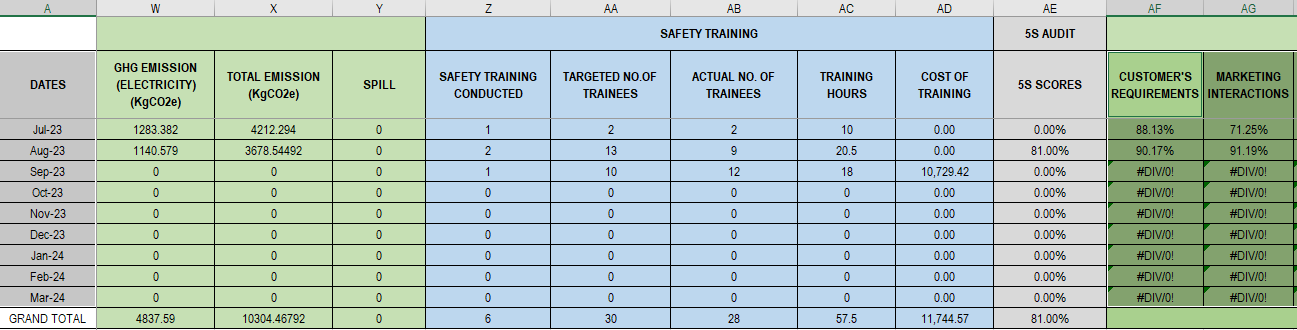 A W X Y Z AA AB AC AD AE AF AG
SAFETY TRAINING 5S AUDIT
DATES GHG EMISSION (ELECTRICITY) (KgCO2e) TOTAL EMISSION (KgCO2e) SPILL SAFETY TRAINING CONDUCTED TARGETED NO.OF TRAINEES ACTUAL NO. OF TRAINEES TRAINING HOURS COST OF TRAINING 5S SCORES CUSTOMER'S REQUIREMENTS MARKETING INTERACTIONS
Jul-23 1283.382 4212.294 0 1 2 2 10 0.00 0.00% 88.13% 71.25%
Aug-23 1140.579 3678.54492 0 2 13 9 20.5 0.00 81.00% 90.17% 91.19%
Sep-23 0 0 0 1 10 12 18 10,729.42 0.00% #DIV/0! #DIV/0!
Oct-23 0 0 0 0 0 0 0 0.00 0.00% #DIV/0! #DIV/0!
Nov-23 0 0 0 0 0 0 0 0.00 0.00% #DIV/0! #DIV/0!
Dec-23 0 0 0 0 0 0 0 0.00 0.00% #DIV/0! #DIV/0!
Jan-24 0 0 0 0 0 0 0 0.00 0.00% #DIV/0! #DIV/0!
Feb-24 0 0 0 0 0 0 0 0.00 0.00% #DIV/0! #DIV/0!
Mar-24 0 0 0 0 0 0 0 0.00 0.00% #DIV/0! #DIV/0!
GRAND TOTAL 4837.59 10304.46792 0 6 30 28 57.5 11,744.57 81.00%